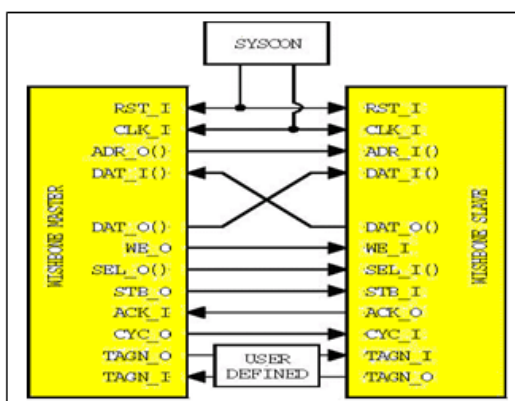 SYSCON
WISHBONE MASTER
RST_I
CLK_I
ADR_O()
DAT_I()
DAT_O()
WE_O
SEL_O()
STB_O
ACK_I
CYC_O
TAGN_O
TAGN_I
USER
DEFINED
RST_I
CLK_I
ADR_I()
DAT_I()
DAT_O()
WE_I
SEL_I()
STB_I
ACK_O
CYC_I
TAGN_I
TAGN_O
WISHBONE SLAVE